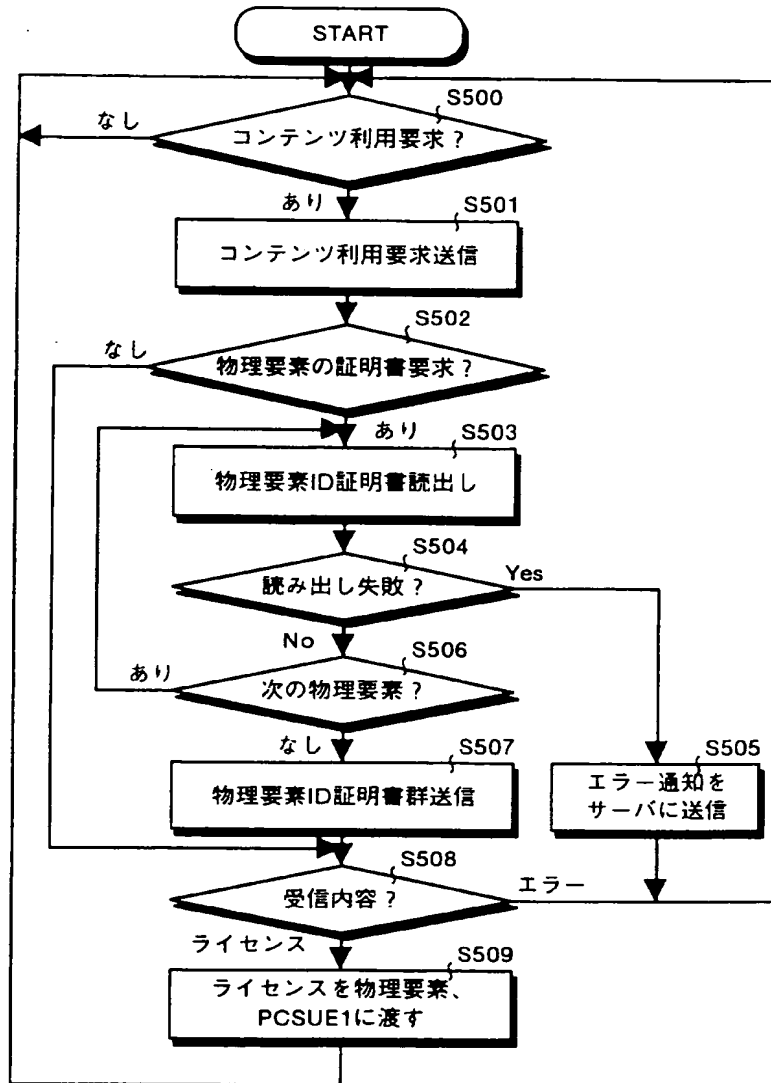 START
S500
なし
コンテンツ利用要求？
あり
S501
コンテンツ利用要求送信
S502
なし
物理要素の証明書要求？
あり
S503
物理要素ID証明書読出し
S504
読み出し失敗？
Yes
No
S506
あり
次の物理要素？
なし
S507
物理要素ID証明書群送信
S505
エラー通知を
サーバに送信
S508
受信内容？
エラー
ライセンス
S509
ライセンスを物理要素、
PCSUE1に渡す